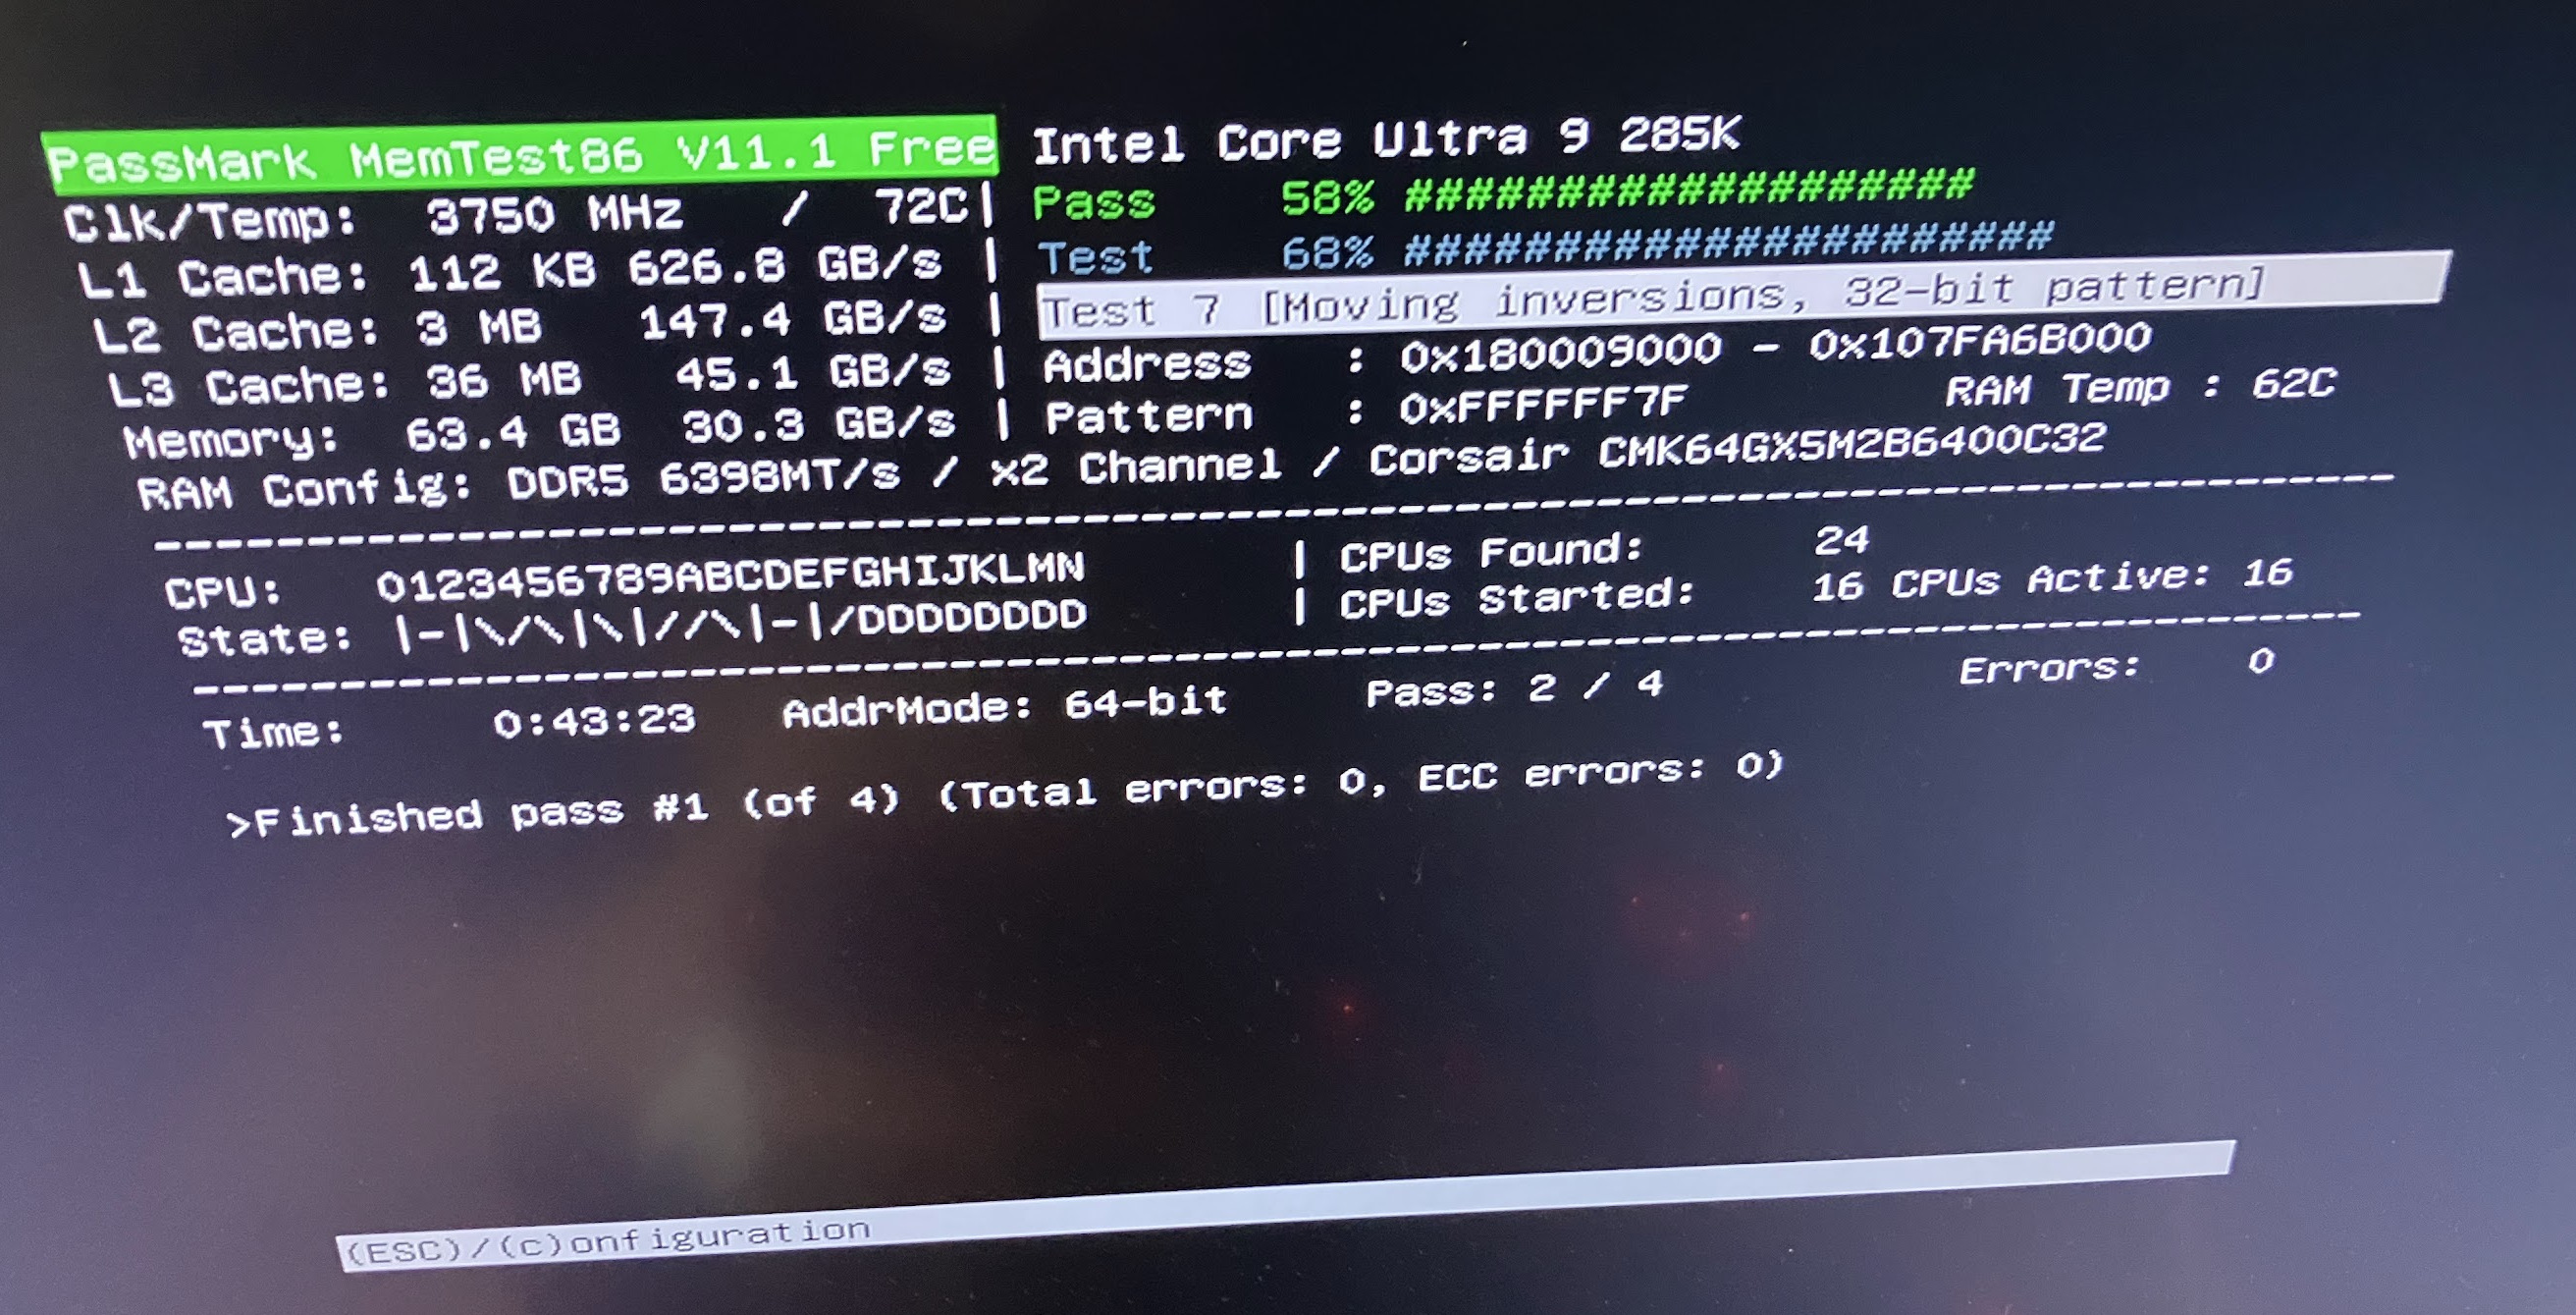 PassMark MemTest86 V11.1 Free Intel Core Ultra 9 285K
Clk/Temp: 3750 MHz / 72C| Pass 58% ###################
L1 Cache: 112 KB 626.8 GB/s | Test 68% ######################
L2 Cache: 3 MB 147.4 GB/s | Test 7 [Moving inversions, 32-bit pattern]
L3 Cache: 36 MB 45.1 GB/s | Address : 0x180009000 - 0x107FA6B000
Memory: 63.4 GB 30.3 GB/s | Pattern : 0xFFFFFF7F RAM Temp : 62C
RAM Config: DDR5 6398MT/s / x2 Channel / Corsair CMK64GX5M2B6400C32
CPU: 0123456789ABCDEFGHIJKLMN | CPUs Found: 24
State: |-|\/\|\|//\|-|/DDDDDDDD | CPUs Started: 16 CPUs Active: 16
Time: 0:43:23 AddrMode: 64-bit Pass: 2 / 4 Errors: 0
>Finished pass #1 (of 4) (Total errors: 0, ECC errors: 0)
(ESC)/(c)onfiguration